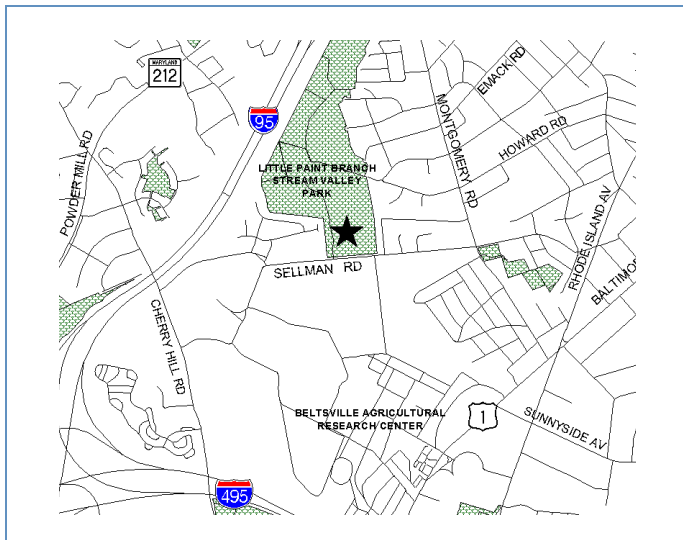 MARYLAND
212
EMACK RD
95
MONTGOMERY RD
HOWARD RD
POWDER MILL RD
LITTLE PAINT BRANCH
STREAM VALLEY
PARK
RHODE ISLAND AV
SELLMAN RD
BALTIMO
CHERRY HILL RD
BELTSVILLE AGRICULTURAL
RESEARCH CENTER
1
SUNNYSIDE AV
495